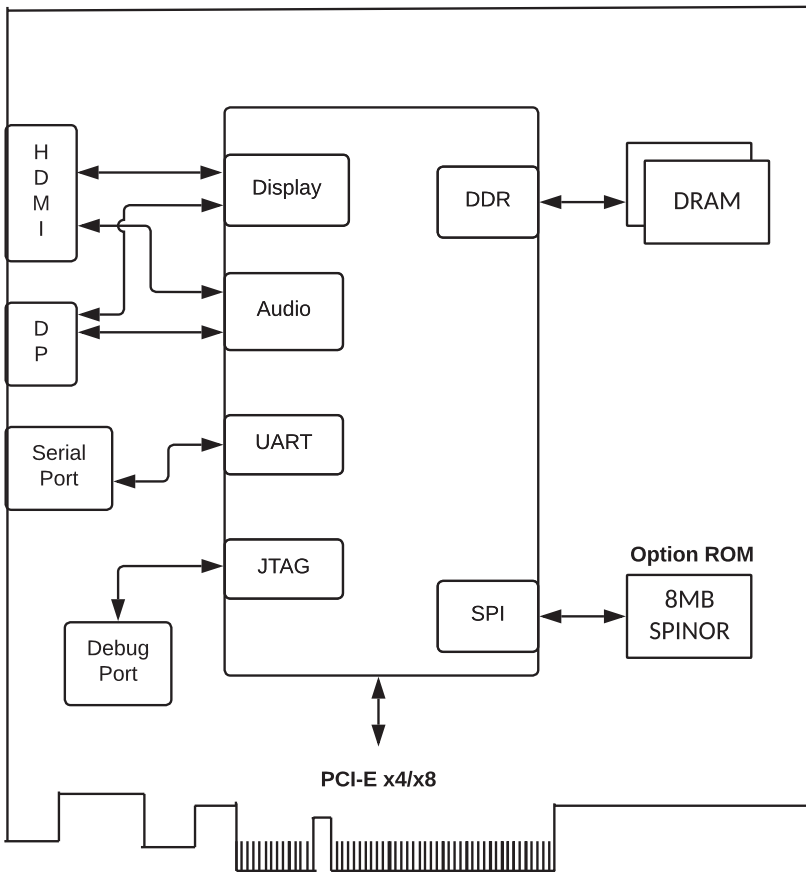 H
D
M
I
Display
DDR
DRAM
Audio
D
P
UART
Serial
Port
JTAG
Option ROM
8MB
SPINOR
SPI
Debug
Port
PCI-E x4/x8